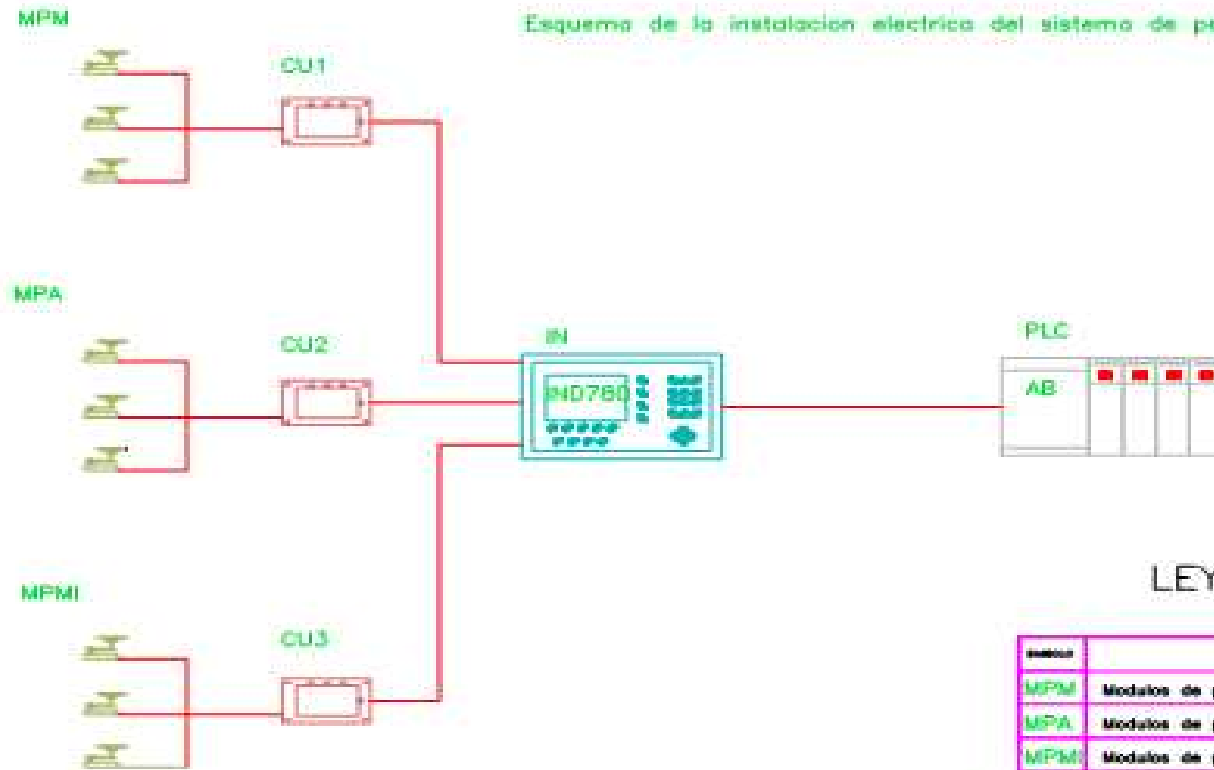 MPM
Esquema de la instalacion electrica del sistema de
CU1
MPA
CU2
IN
IND780
PLC
AB
MPMI
CU3
LEY
MPM Modulos de
MPA Modulos de
MPMI Modulos de